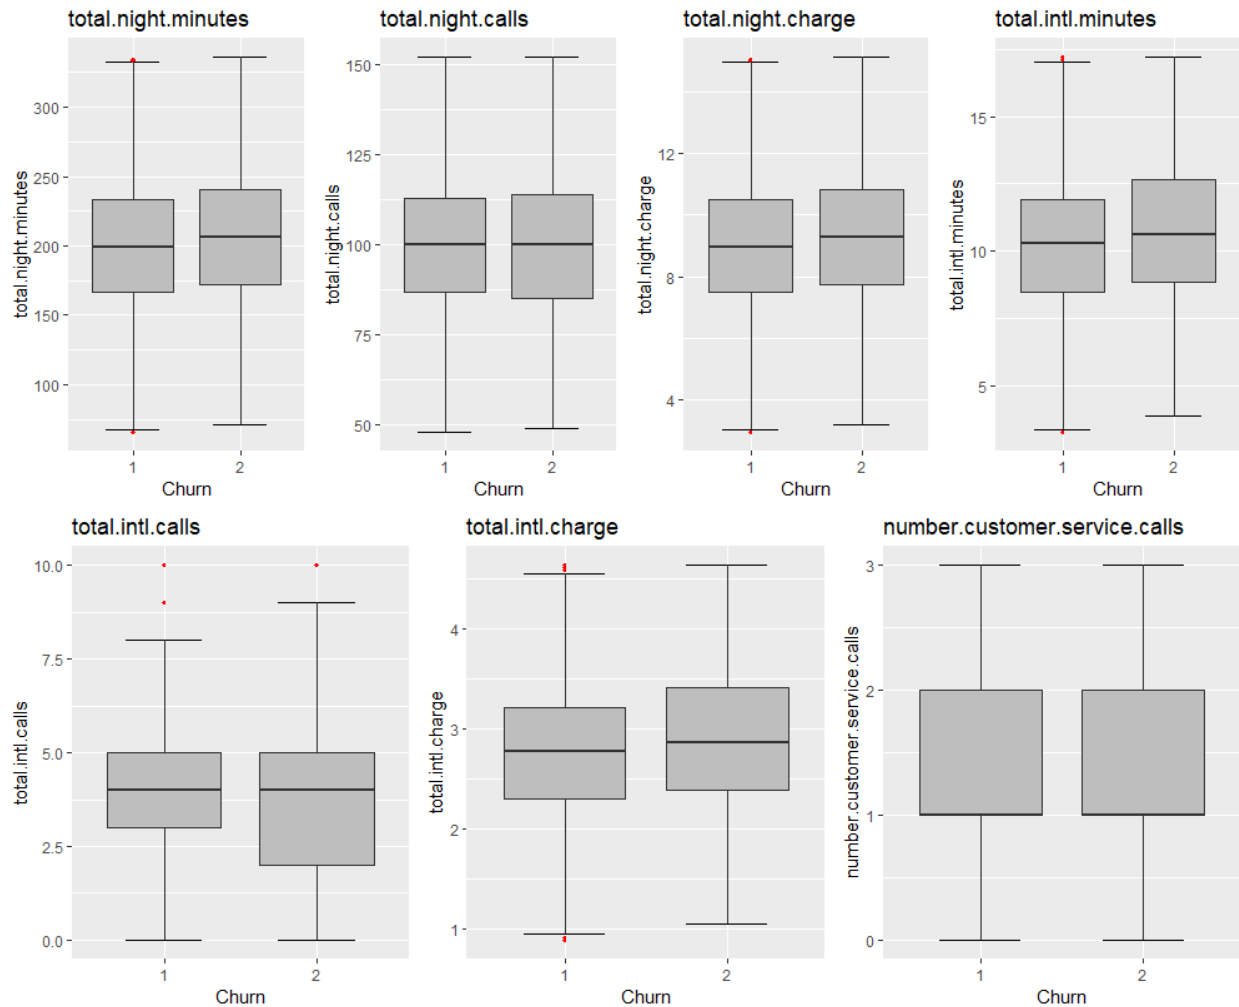 total.night.minutes
total.night.minutes
300
250
200
150
100
1 2
Churn
total.night.calls
total.night.calls
150
125
100
75
50
1 2
Churn
total.night.charge
total.night.charge
12
8
4
1 2
Churn
total.intl.minutes
total.intl.minutes
15
10
5
1 2
Churn
total.intl.calls
total.intl.calls
10.0
7.5
5.0
2.5
0.0
1 2
Churn
total.intl.charge
total.intl.charge
4
3
2
1
1 2
Churn
number.customer.service.calls
number.customer.service.calls
3
2
1
0
1 2
Churn